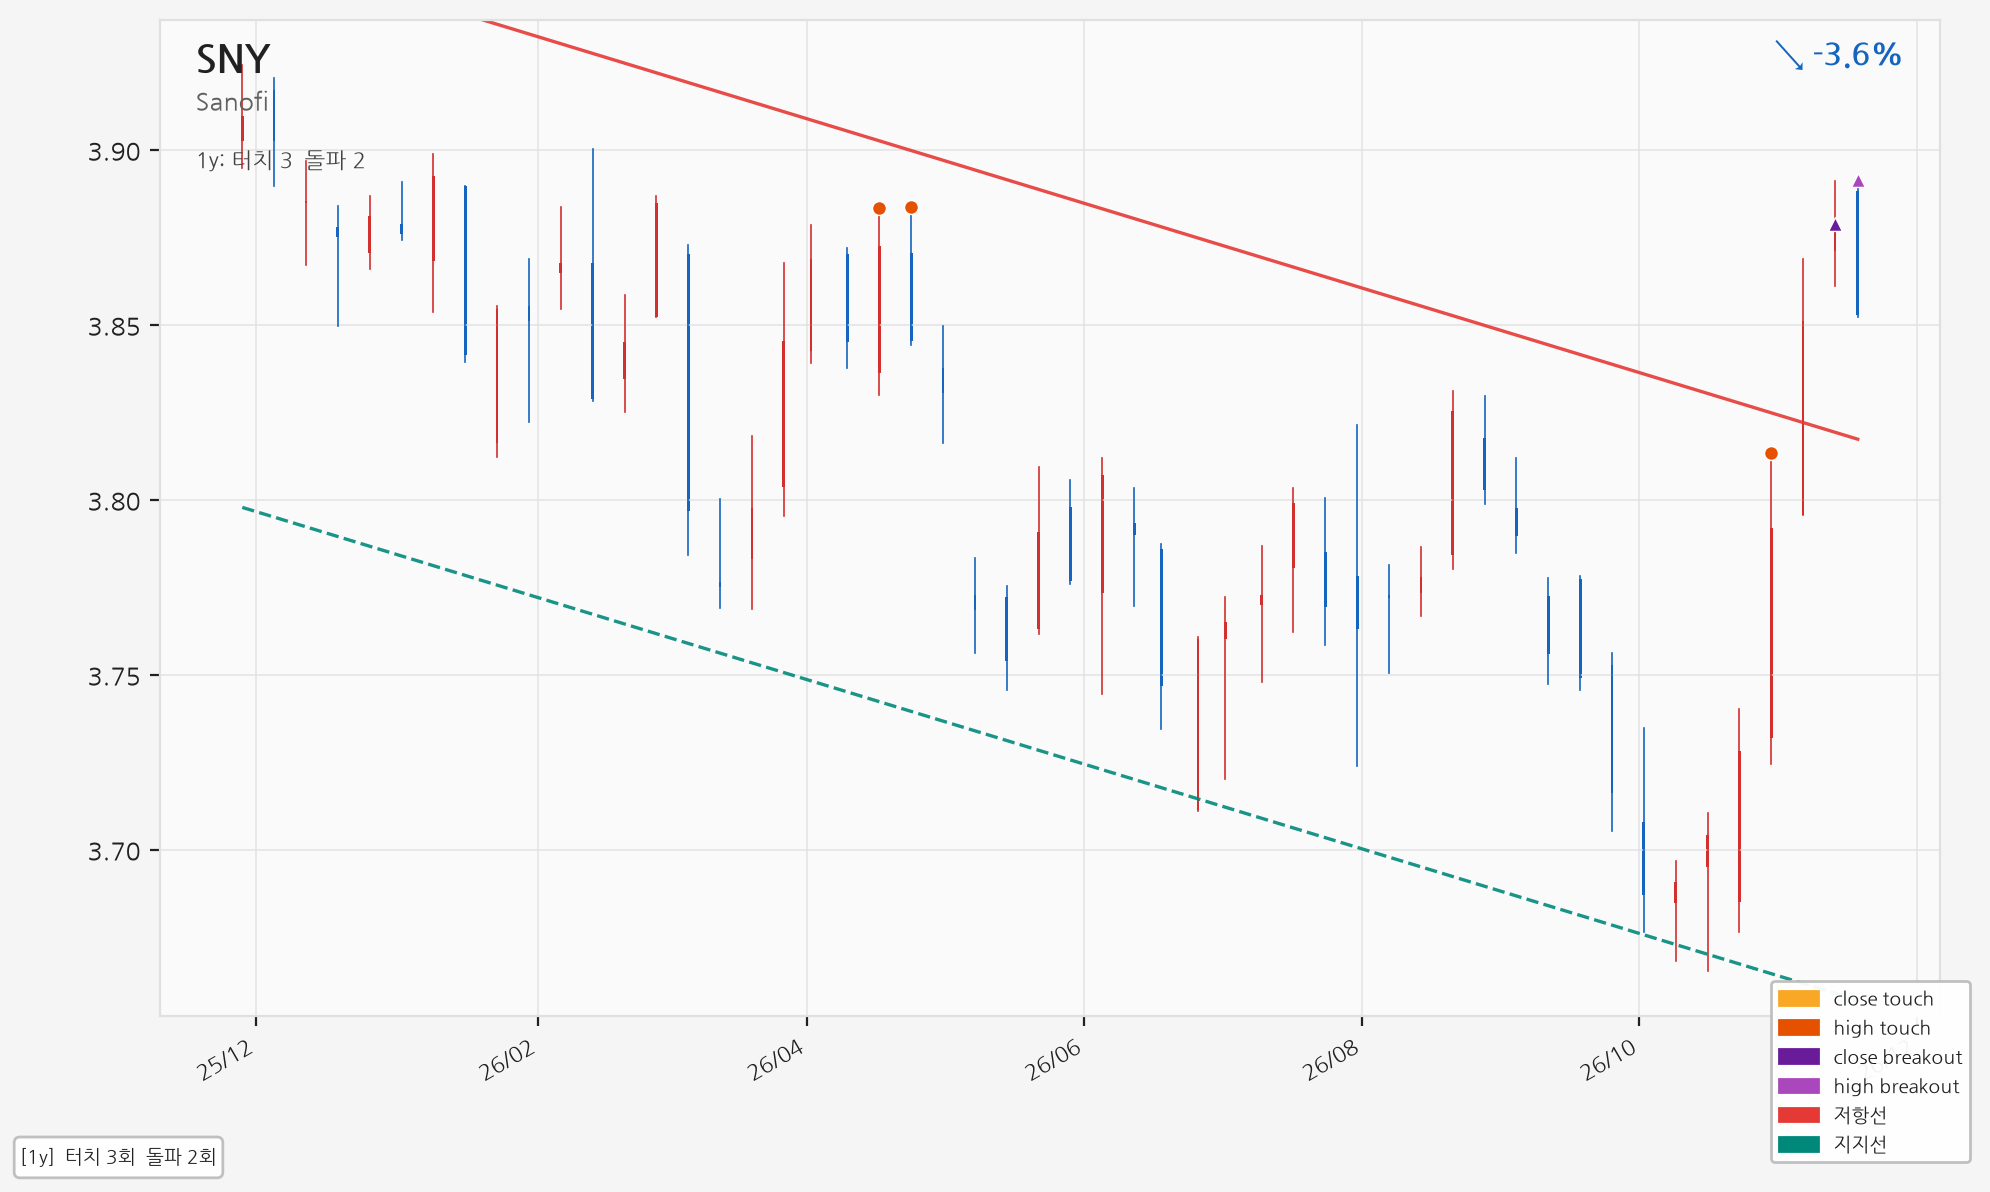 SNY
Sanofi
1y: 터치 3 돌파 2
-3.6%
3.90
3.85
3.80
3.75
3.70
25/12
26/02
26/04
26/06
26/08
26/10
close touch
high touch
close breakout
high breakout
저항선
지지선
[1y] 터치 3회 돌파 2회